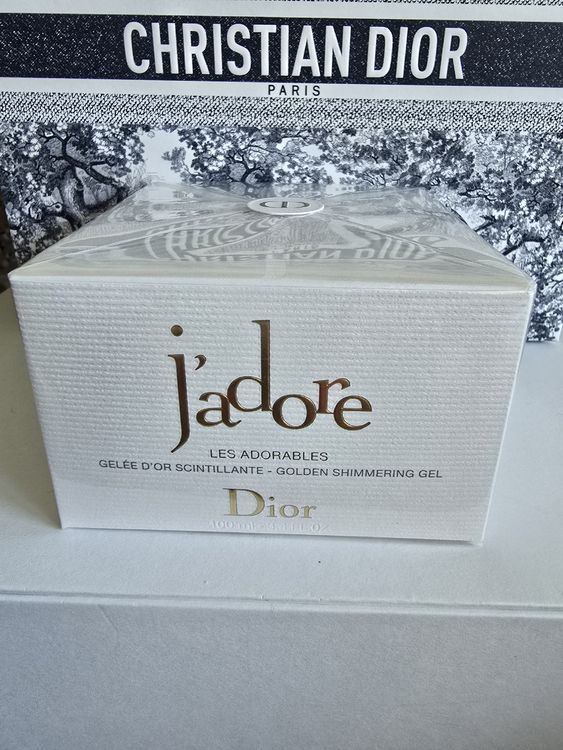 CHRISTIAN DIOR
PARIS
j'adore
LES ADORABLES
GELÉE D'OR SCINTILLANTE - GOLDEN SHIMMERING GEL
Dior